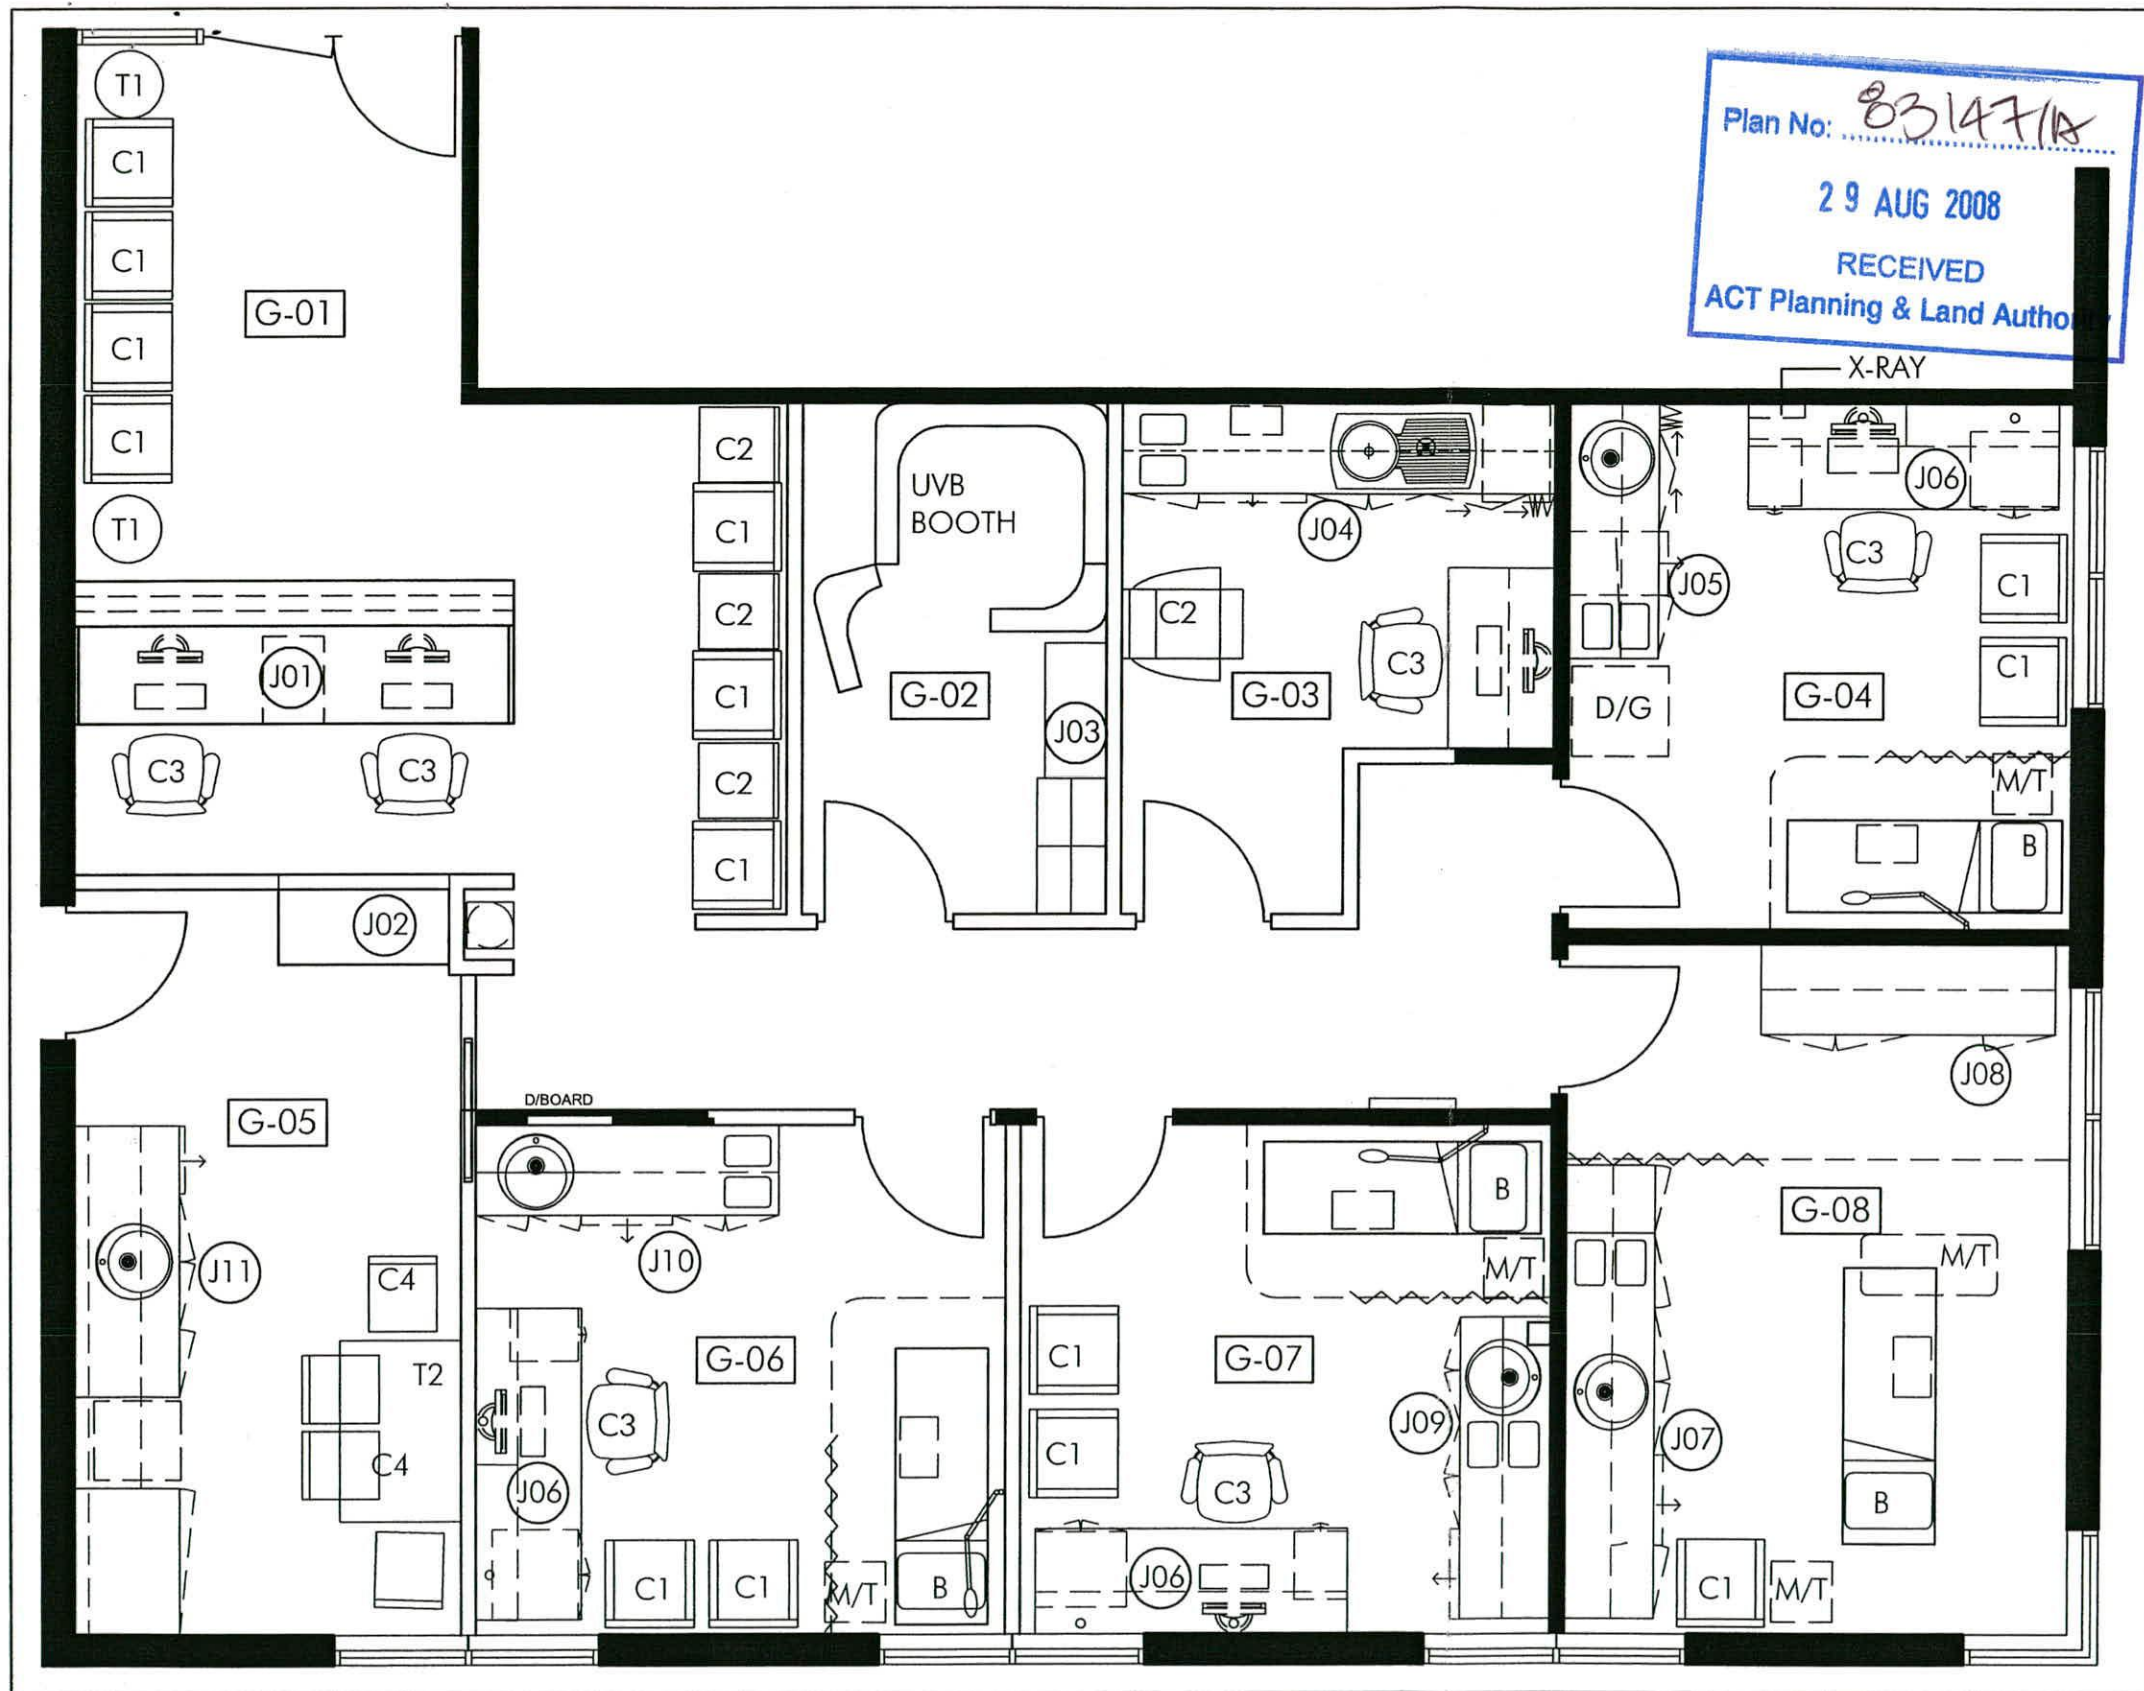 Plan No: 83147/A
29 AUG 2008
RECEIVED
ACT Planning & Land Authority
X-RAY
T1
C1
C1
G-01
C1
C1
T1
J01
C3
C3
C2
C1
C2
C1
C2
C1
UVB
BOOTH
G-02
J03
J04
C2
C3
G-03
J06
C3
J05
C1
C1
D/G
G-04
M/T
B
J02
G-05
J11
C4
T2
C4
D/BOARD
J10
G-06
C3
J06
C1
C1
M/T
B
B
M/T
C1
G-07
C1
J09
C3
J06
J08
G-08
M/T
J07
B
C1
M/T